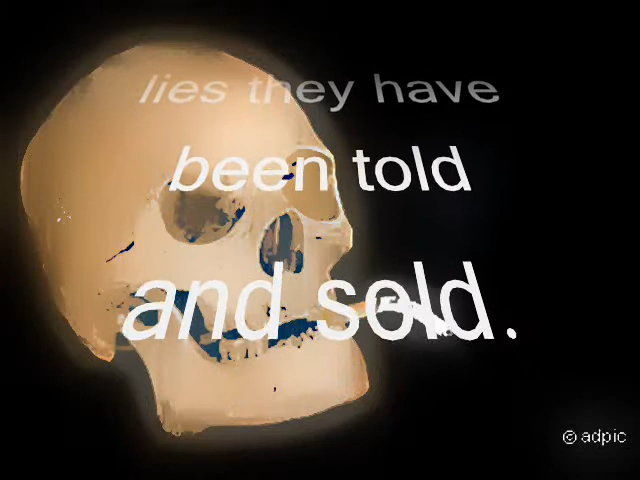 lies they have
been told
and sold.
© adpic